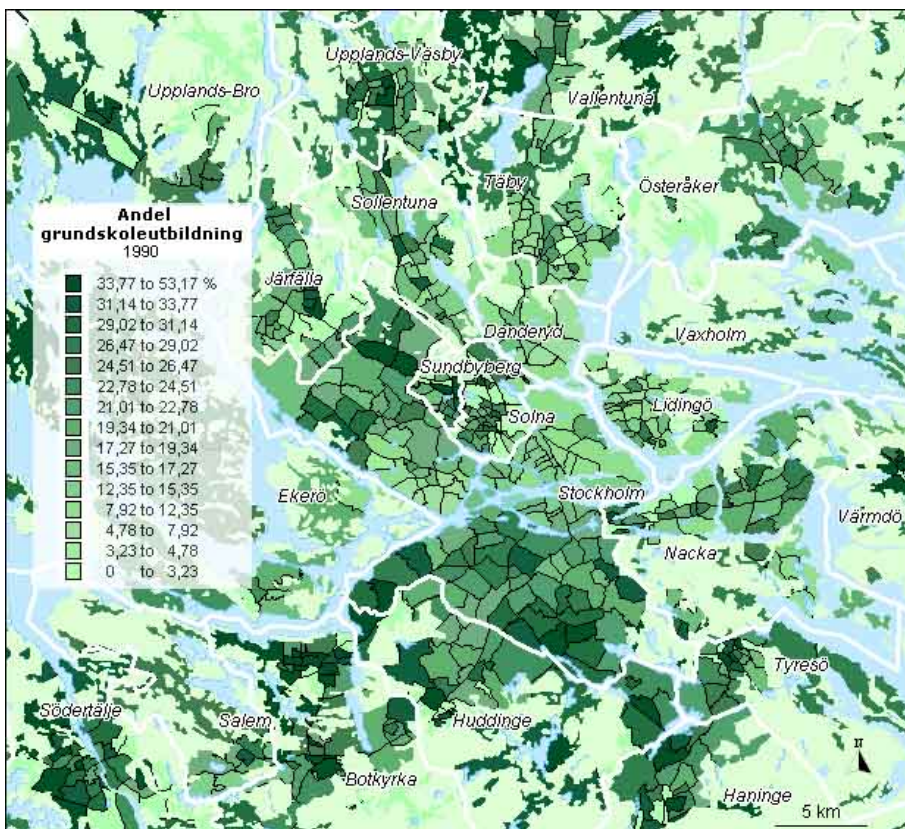 Upplands-Väsby
Upplands-Bro
Vallentuna
Täby
Österåker
Sollentuna
Andel
grundskoleutbildning
1990
33,77 to 53,17 %
31,14 to 33,77
29,02 to 31,14
26,47 to 29,02
24,51 to 26,47
22,78 to 24,51
21,01 to 22,78
19,34 to 21,01
17,27 to 19,34
15,35 to 17,27
12,35 to 15,35
7,92 to 12,35
4,78 to 7,92
3,23 to 4,78
0 to 3,23
Järfälla
Danderyd
Vaxholm
Sundbyberg
Lidingö
Solna
Ekerö
Stockholm
Värmdö
Nacka
Tyresö
Södertälje
Salem
Huddinge
Botkyrka
Haninge
N
5 km